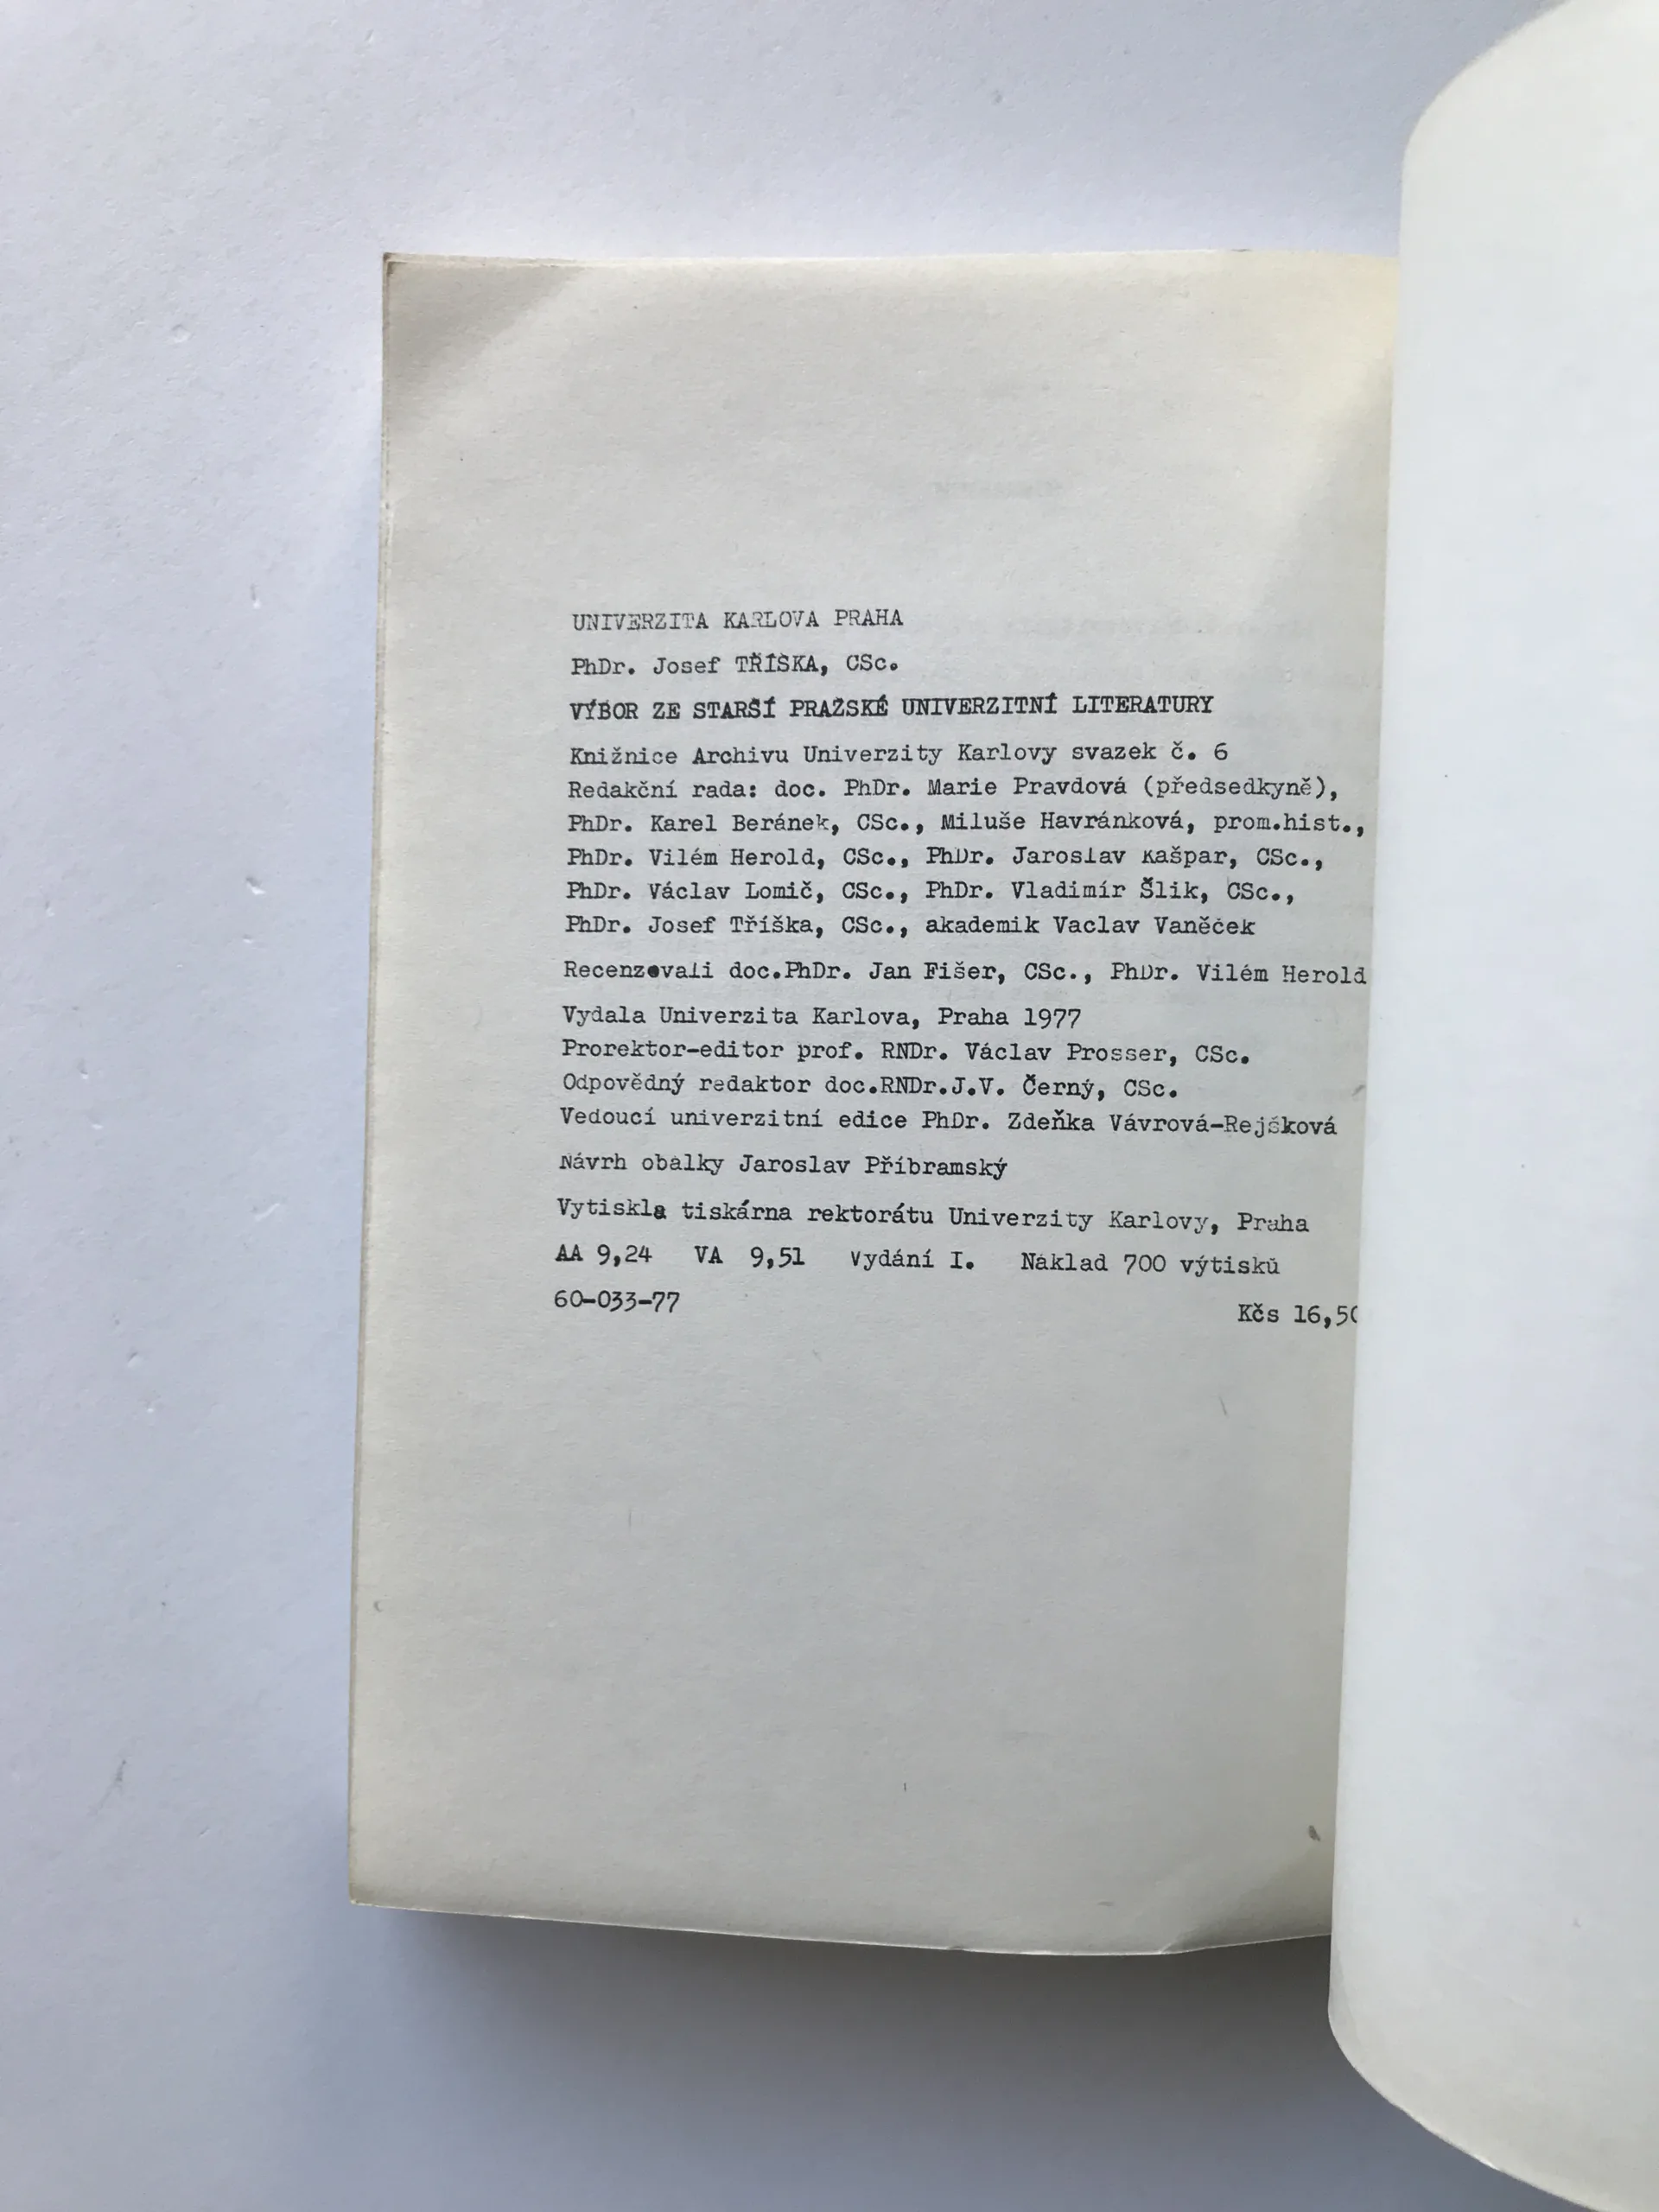 UNIVERZITA KARLOVA PRAHA
PhDr. Josef TŘÍSKA, CSc.
VÝBOR ZE STARŠÍ PRAŽSKÉ UNIVERZITNÍ LITERATURY
Knižnice Archivu Univerzity Karlovy svazek č. 6
Redakční rada: doc. PhDr. Marie Pravdová (předsedkyně),
PhDr. Karel Beránek, CSc., Miluše Havránková, prom.hist.,
PhDr. Vilém Herold, CSc., PhDr. Jaroslav Kašpar, CSc.,
PhDr. Václav Lomič, CSc., PhDr. Vladimír Šlik, CSc.,
PhDr. Josef Tříška, CSc., akademik Vaclav Vaněček
Recenzovali doc.PhDr. Jan Fišer, CSc., PhDr. Vilém Herold
Vydala Univerzita Karlova, Praha 1977
Prorektor-editor prof. RNDr. Václav Prosser, CSc.
Odpovědný redaktor doc.RNDr.J.V. Černý, CSc.
Vedoucí univerzitní edice PhDr. Zdeňka Vávrová-Rejšková
Návrh obálky Jaroslav Příbramský
Vytiskla tiskárna rektorátu Univerzity Karlovy, Praha
AA 9,24 VA 9,51 Vydání I. Náklad 700 výtisků
60-033-77
Kčs 16,50